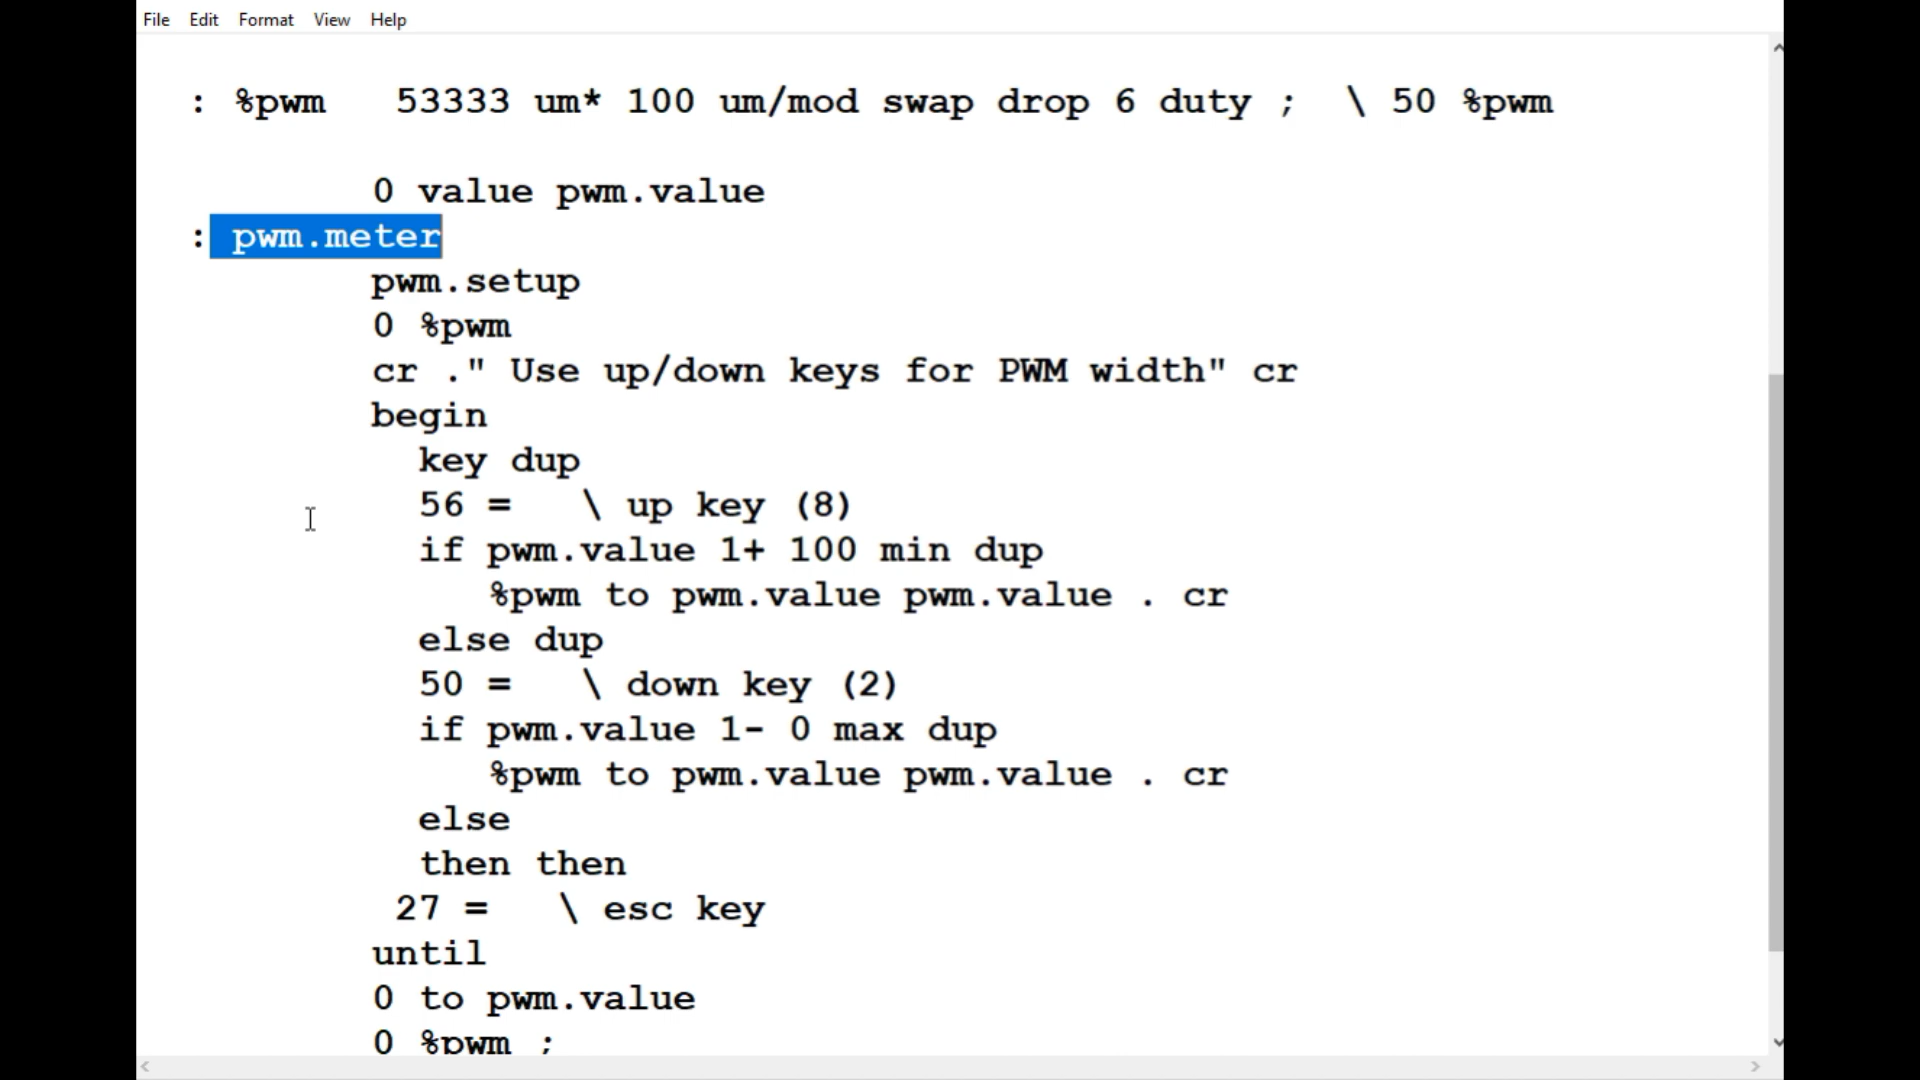 File Edit Format View Help
: %pwm 53333 um* 100 um/mod swap drop 6 duty ; \ 50 %pwm
0 value pwm.value
: pwm.meter
pwm.setup
0 %pwm
cr ." Use up/down keys for PWM width" cr
begin
key dup
56 = \ up key (8)
if pwm.value 1+ 100 min dup
%pwm to pwm.value pwm.value . cr
else dup
50 = \ down key (2)
if pwm.value 1- 0 max dup
%pwm to pwm.value pwm.value . cr
else
then then
27 = \ esc key
until
0 to pwm.value
0 %pwm ;